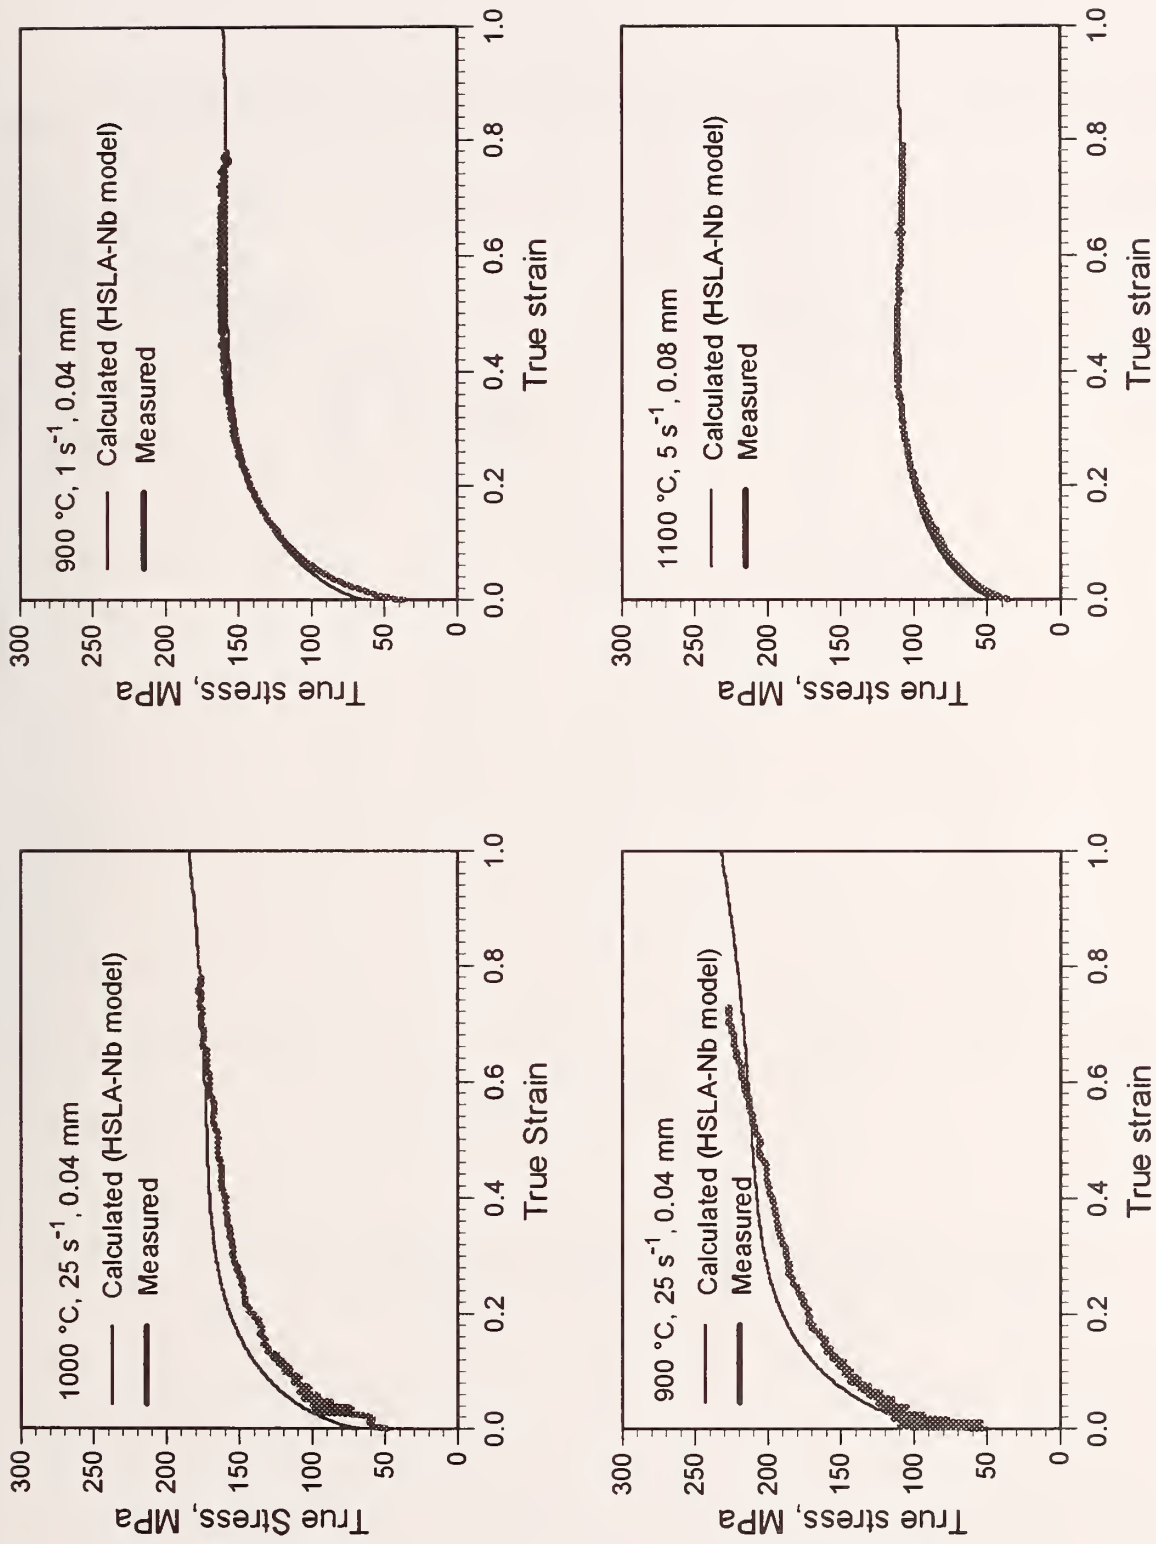 1000 °C, 25 s⁻¹, 0.04 mm
Calculated (HSLA-Nb model)
Measured
300
250
200
150
100
50
0
True Stress, MPa
0.0 0.2 0.4 0.6 0.8 1.0
True Strain
900 °C, 1 s⁻¹, 0.04 mm
Calculated (HSLA-Nb model)
Measured
300
250
200
150
100
50
0
True stress, MPa
0.0 0.2 0.4 0.6 0.8 1.0
True strain
900 °C, 25 s⁻¹, 0.04 mm
Calculated (HSLA-Nb model)
Measured
300
250
200
150
100
50
0
True stress, MPa
0.0 0.2 0.4 0.6 0.8 1.0
True strain
1100 °C, 5 s⁻¹, 0.08 mm
Calculated (HSLA-Nb model)
Measured
300
250
200
150
100
50
0
True stress, MPa
0.0 0.2 0.4 0.6 0.8 1.0
True strain